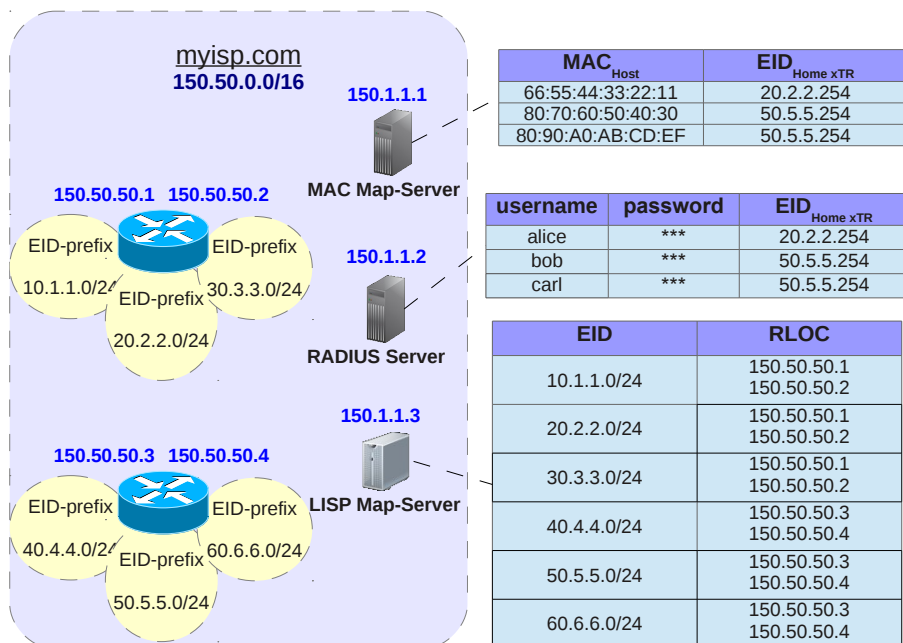 myisp.com
150.50.0.0/16
150.1.1.1
MAC Map-Server
150.50.50.1 150.50.50.2
EID-prefix
10.1.1.0/24
EID-prefix
20.2.2.0/24
EID-prefix
30.3.3.0/24
150.1.1.2
RADIUS Server
150.1.1.3
LISP Map-Server
150.50.50.3 150.50.50.4
EID-prefix
40.4.4.0/24
EID-prefix
50.5.5.0/24
EID-prefix
60.6.6.0/24
MAC Host EID Home xTR
66:55:44:33:22:11 20.2.2.254
80:70:60:50:40:30 50.5.5.254
80:90:A0:AB:CD:EF 50.5.5.254
username password EID Home xTR
alice *** 20.2.2.254
bob *** 50.5.5.254
carl *** 50.5.5.254
EID RLOC
10.1.1.0/24 150.50.50.1
150.50.50.2
20.2.2.0/24 150.50.50.1
150.50.50.2
30.3.3.0/24 150.50.50.1
150.50.50.2
40.4.4.0/24 150.50.50.3
150.50.50.4
50.5.5.0/24 150.50.50.3
150.50.50.4
60.6.6.0/24 150.50.50.3
150.50.50.4